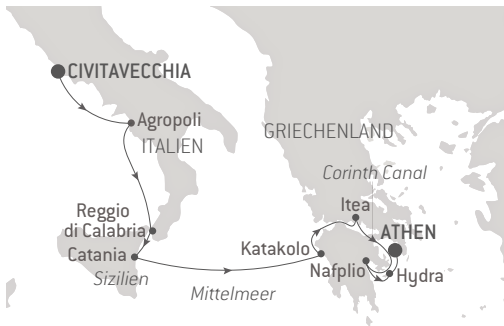 CIVITAVECCHIA
Agropoli
ITALIEN
GRIECHENLAND
Corinth Canal
Itea
Reggio
di Calabria
ATHEN
Catania
Katakolo
Sizilien
Nafplio
Hydra
Mittelmeer